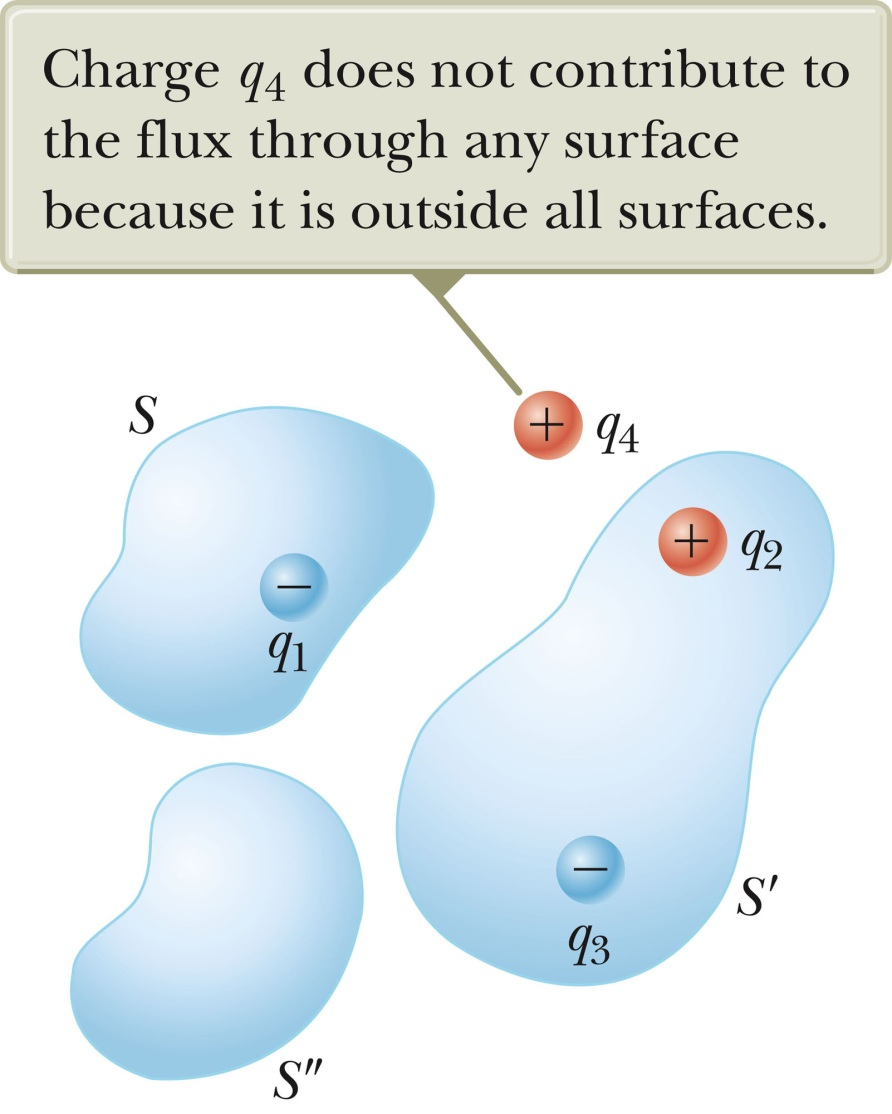 Charge q₄ does not contribute to
the flux through any surface
because it is outside all surfaces.
S
+ q₄
+ q₂
−
q₁
−
q₃
S′
S″